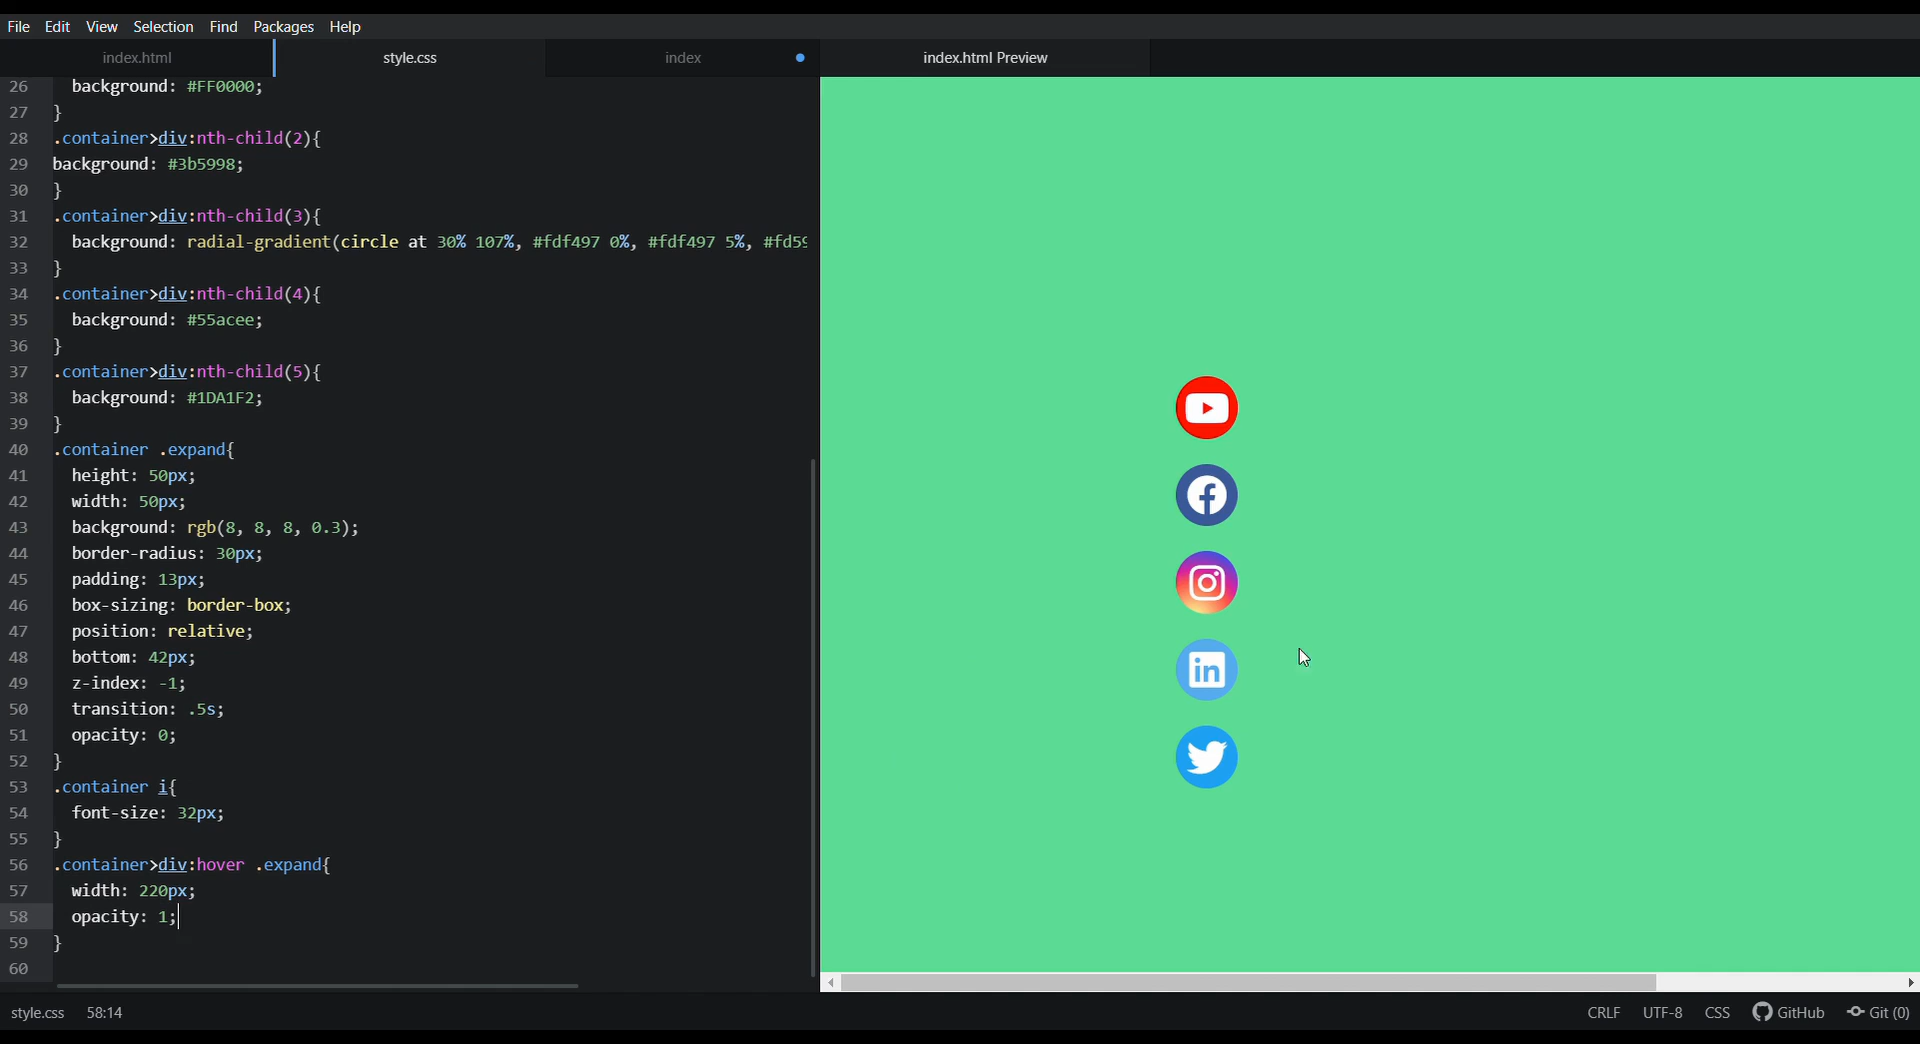 File Edit View Selection Find Packages Help
index.html style.css index index.html Preview
26 background: #FF0000;
27 }
28 .container>div:nth-child(2){
29 background: #3b5998;
30 }
31 .container>div:nth-child(3){
32 background: radial-gradient(circle at 30% 107%, #fdf497 0%, #fdf497 5%, #fd5
33 }
34 .container>div:nth-child(4){
35 background: #55acee;
36 }
37 .container>div:nth-child(5){
38 background: #1DA1F2;
39 }
40 .container .expand{
41 height: 50px;
42 width: 50px;
43 background: rgb(8, 8, 8, 0.3);
44 border-radius: 30px;
45 padding: 13px;
46 box-sizing: border-box;
47 position: relative;
48 bottom: 42px;
49 z-index: -1;
50 transition: .5s;
51 opacity: 0;
52 }
53 .container i{
54 font-size: 32px;
55 }
56 .container>div:hover .expand{
57 width: 220px;
58 opacity: 1;
59 }
60
in
style.css 58:14 CRLF UTF-8 CSS GitHub Git (0)